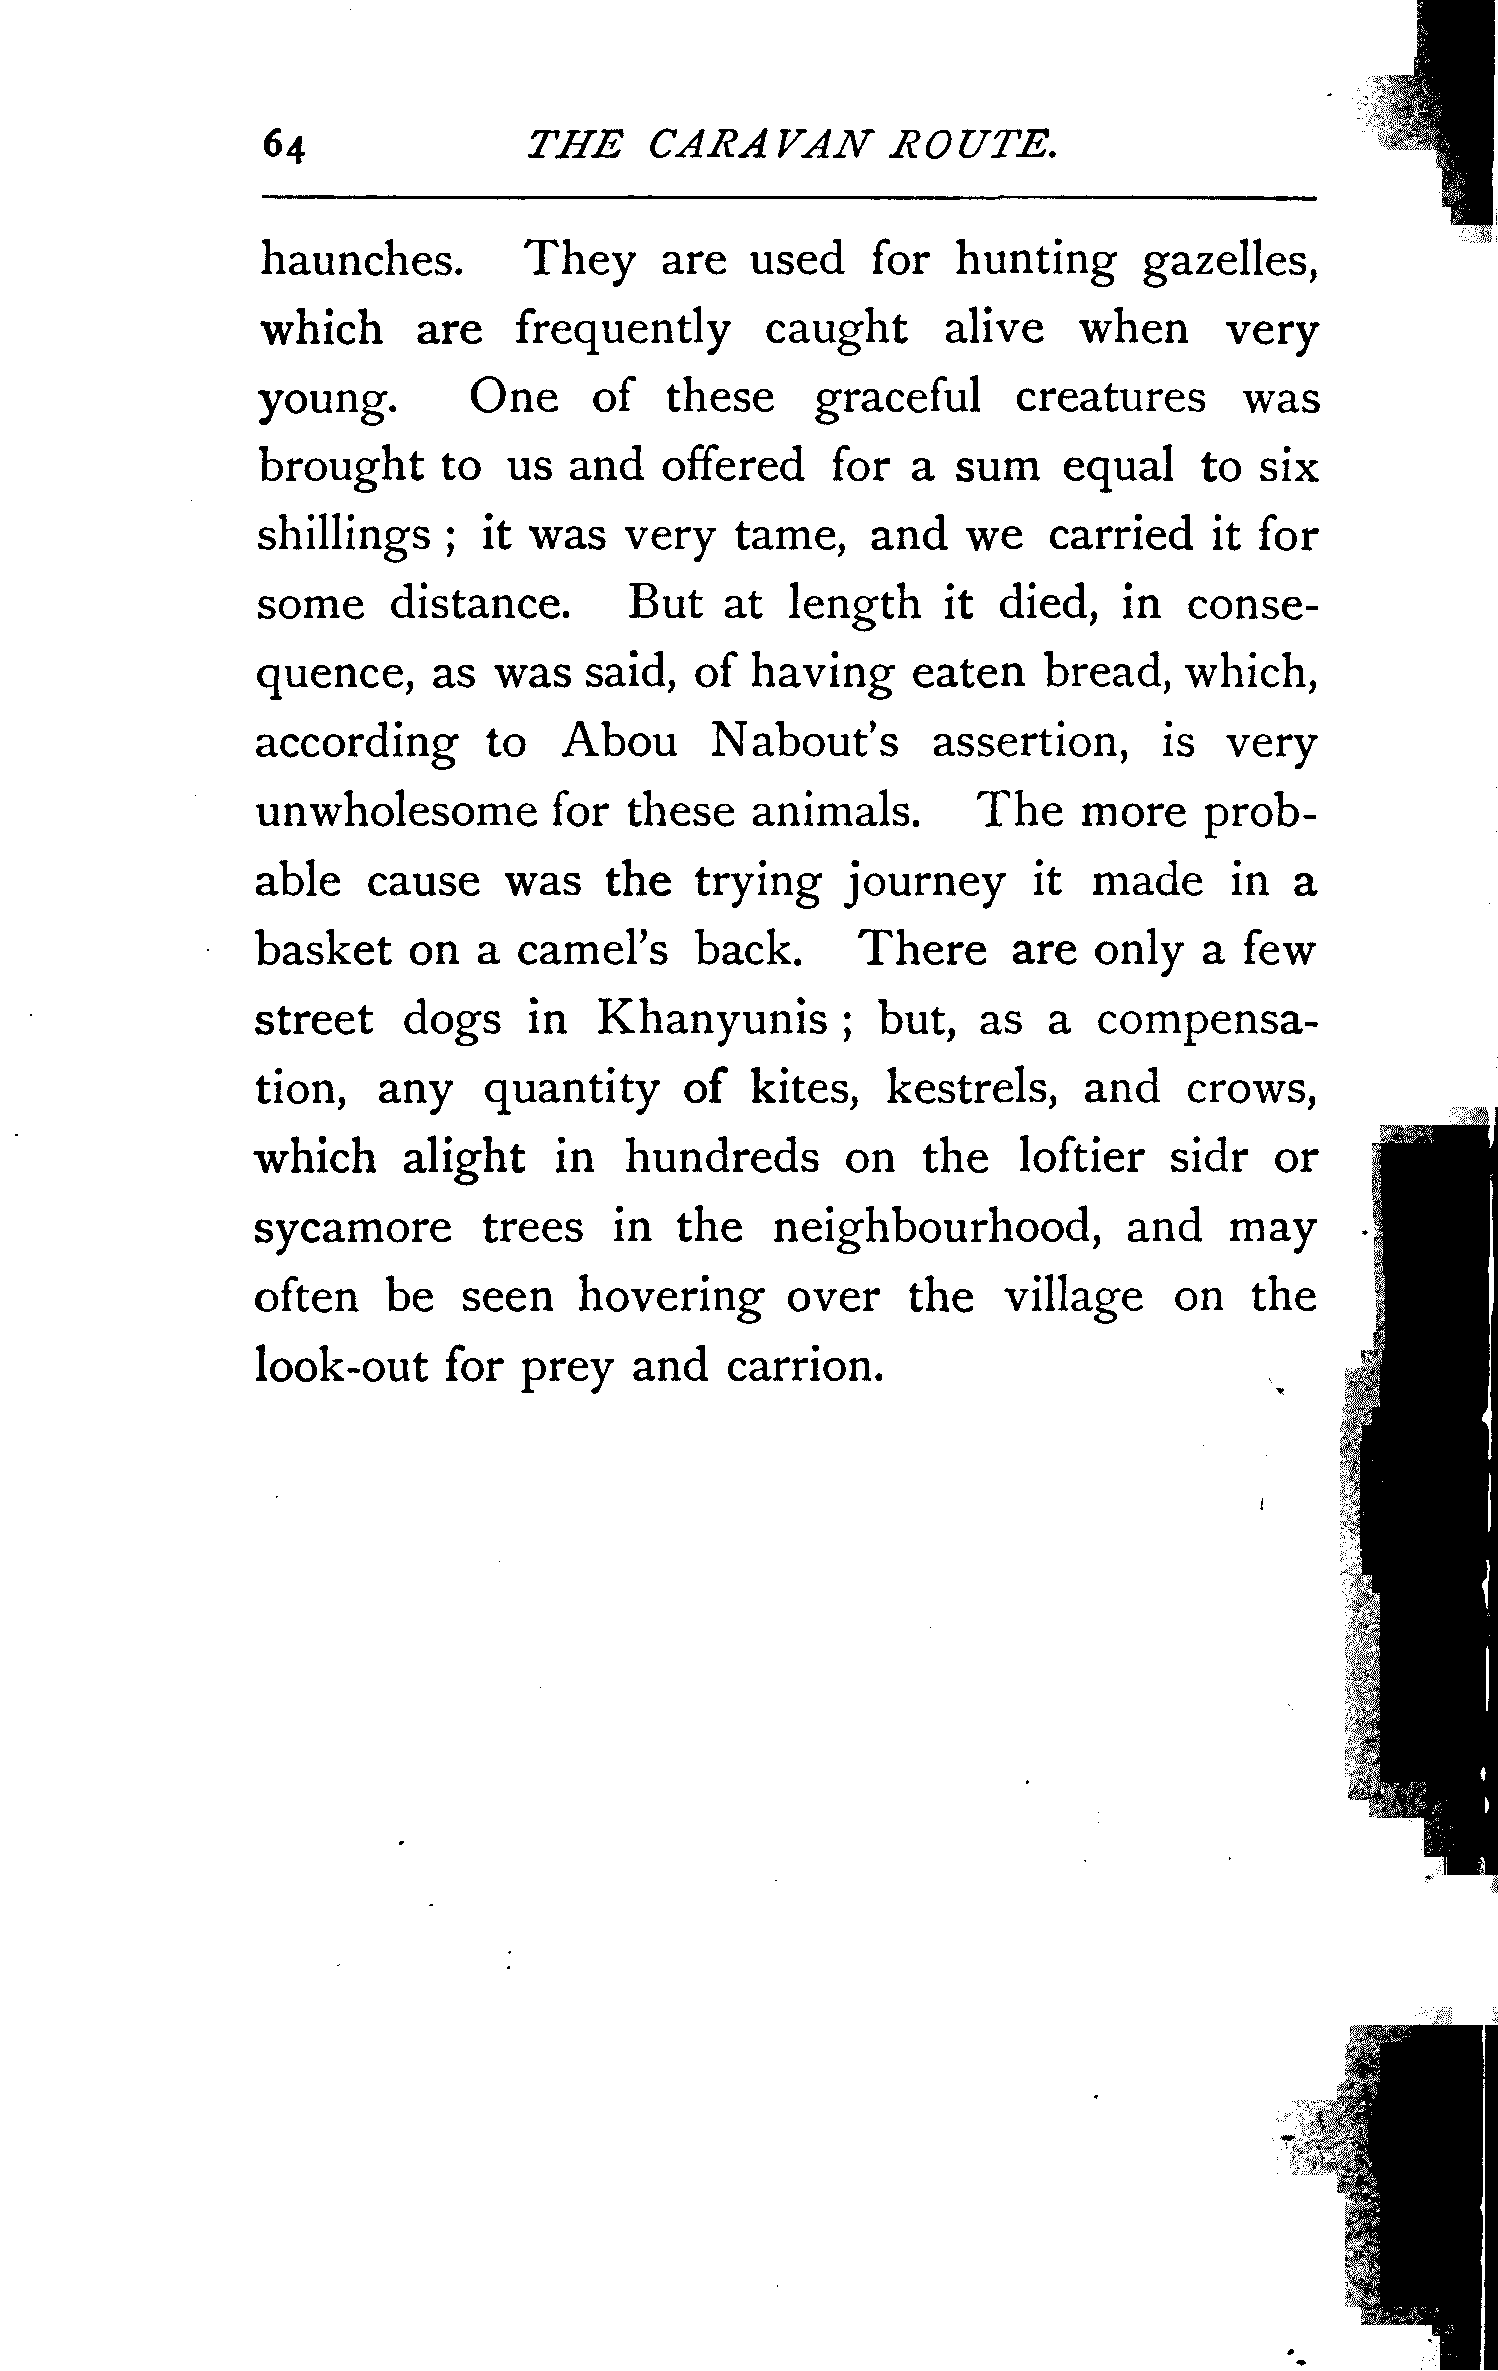 64 THE CARAVAN ROUTE.
haunches. They are used for hunting gazelles,
which are frequently caught alive when very
young. One of these graceful creatures was
brought to us and offered for a sum equal to six
shillings ; it was very tame, and we carried it for
some distance. But at length it died, in conse-
quence, as was said, of having eaten bread, which,
according to Abou Nabout's assertion, is very
unwholesome for these animals. The more prob-
able cause was the trying journey it made in a
basket on a camel's back. There are only a few
street dogs in Khanyunis ; but, as a compensa-
tion, any quantity of kites, kestrels, and crows,
which alight in hundreds on the loftier sidr or
sycamore trees in the neighbourhood, and may
often be seen hovering over the village on the
look-out for prey and carrion.